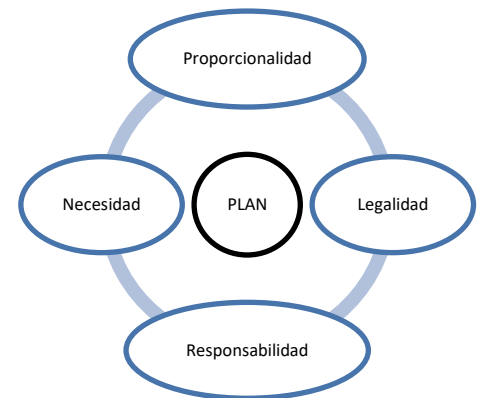 Proporcionalidad
Necesidad
PLAN
Legalidad
Responsabilidad